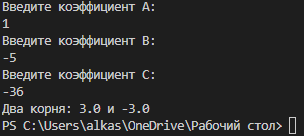 Введите коэффициент A:
1
Введите коэффициент B:
-5
Введите коэффициент C:
-36
Два корня: 3.0 и -3.0
PS C:\Users\alkas\OneDrive\Рабочий стол>